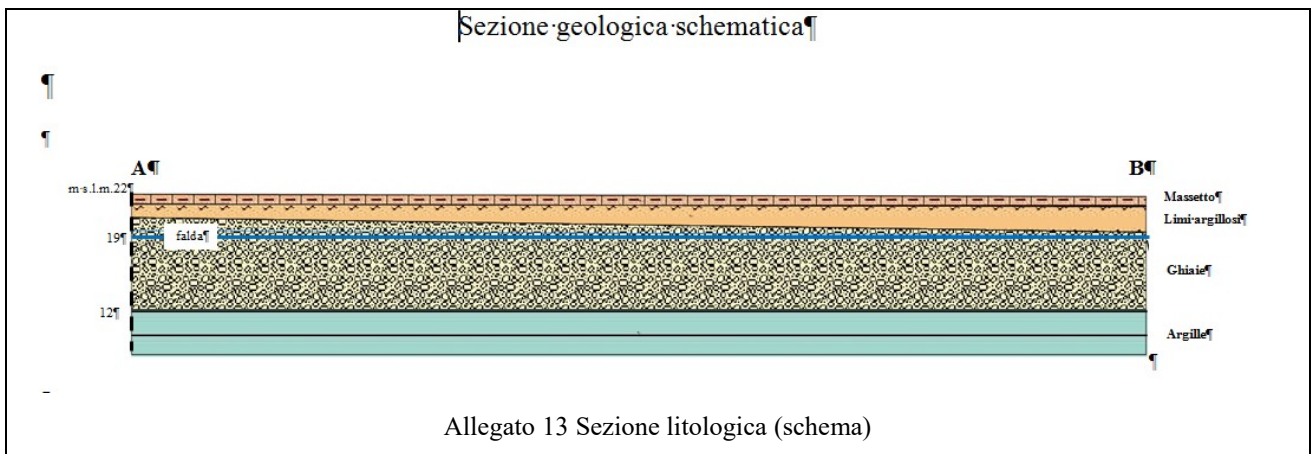 Sezione·geologica·schematica¶
¶
¶
A¶ B¶
m·s.l.m.22¶
Massetto¶
Limi·argillosi¶
19¶ falda¶
Ghiaie¶
12¶
Argille¶
¶
Allegato 13 Sezione litologica (schema)